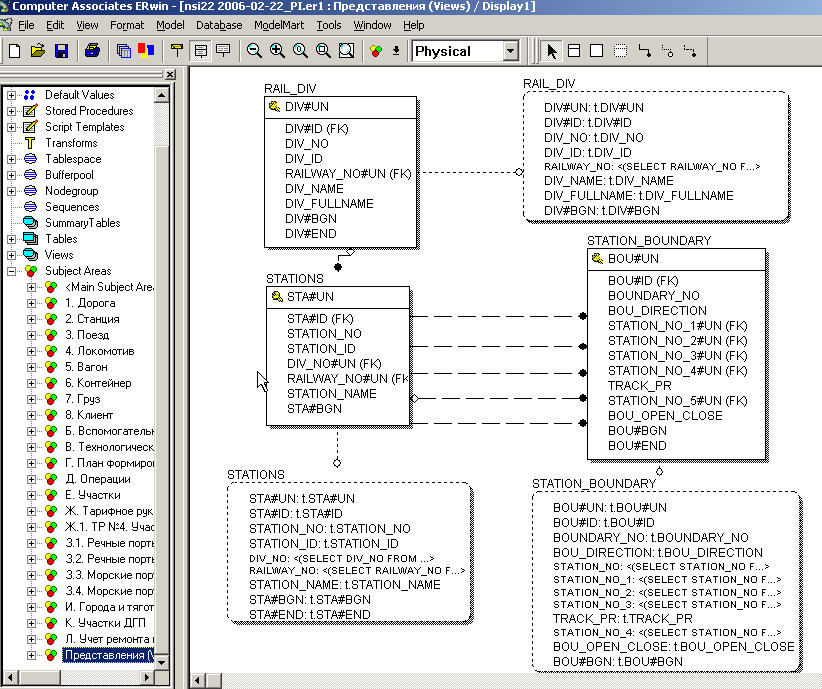 Computer Associates ERwin - [nsi22 2006-02-22_PI.er1 : Представления (Views) / Display1]
File Edit View Format Model Database ModelMart Tools Window Help
Physical
Default Values
Stored Procedures
Script Templates
Transforms
Tablespace
Bufferpool
Nodegroup
Sequences
SummaryTables
Tables
Views
Subject Areas
<Main Subject Area
1. Дорога
2. Станция
3. Поезд
4. Локомотив
5. Вагон
6. Контейнер
7. Груз
8. Клиент
Б. Вспомогательн
В. Технологическ
Г. План формиро
Д. Операции
Е. Участки
Ж. Тарифное рук
Ж.1. ТР №4. Учас
З.1. Речные порты
З.2. Речные порты
З.3. Морские порт
З.4. Морские порт
И. Города и тягот
К. Участки ДГП
Л. Учет ремонта
Представления (V
RAIL_DIV
DIV#UN
DIV#ID (FK)
DIV_NO
DIV_ID
RAILWAY_NO#UN (FK)
DIV_NAME
DIV_FULLNAME
DIV#BGN
DIV#END
RAIL_DIV
DIV#UN: t.DIV#UN
DIV#ID: t.DIV#ID
DIV_NO: t.DIV_NO
DIV_ID: t.DIV_ID
RAILWAY_NO: <(SELECT RAILWAY_NO F...>
DIV_NAME: t.DIV_NAME
DIV_FULLNAME: t.DIV_FULLNAME
DIV#BGN: t.DIV#BGN
STATIONS
STA#UN
STA#ID (FK)
STATION_NO
STATION_ID
DIV_NO#UN (FK)
RAILWAY_NO#UN (FK
STATION_NAME
STA#BGN
STATION_BOUNDARY
BOU#UN
BOU#ID (FK)
BOUNDARY_NO
BOU_DIRECTION
STATION_NO_1#UN (FK)
STATION_NO_2#UN (FK)
STATION_NO_3#UN (FK)
STATION_NO_4#UN (FK)
TRACK_PR
STATION_NO_5#UN (FK)
BOU_OPEN_CLOSE
BOU#BGN
BOU#END
STATIONS
STA#UN: t.STA#UN
STA#ID: t.STA#ID
STATION_NO: t.STATION_NO
STATION_ID: t.STATION_ID
DIV_NO: <(SELECT DIV_NO FROM ...>
RAILWAY_NO: <(SELECT RAILWAY_NO F...>
STATION_NAME: t.STATION_NAME
STA#BGN: t.STA#BGN
STA#END: t.STA#END
STATION_BOUNDARY
BOU#UN: t.BOU#UN
BOU#ID: t.BOU#ID
BOUNDARY_NO: t.BOUNDARY_NO
BOU_DIRECTION: t.BOU_DIRECTION
STATION_NO: <(SELECT STATION_NO F...>
STATION_NO_1: <(SELECT STATION_NO F...>
STATION_NO_2: <(SELECT STATION_NO F...>
STATION_NO_3: <(SELECT STATION_NO F...>
TRACK_PR: t.TRACK_PR
STATION_NO_4: <(SELECT STATION_NO F...>
BOU_OPEN_CLOSE: t.BOU_OPEN_CLOSE
BOU#BGN: t.BOU#BGN